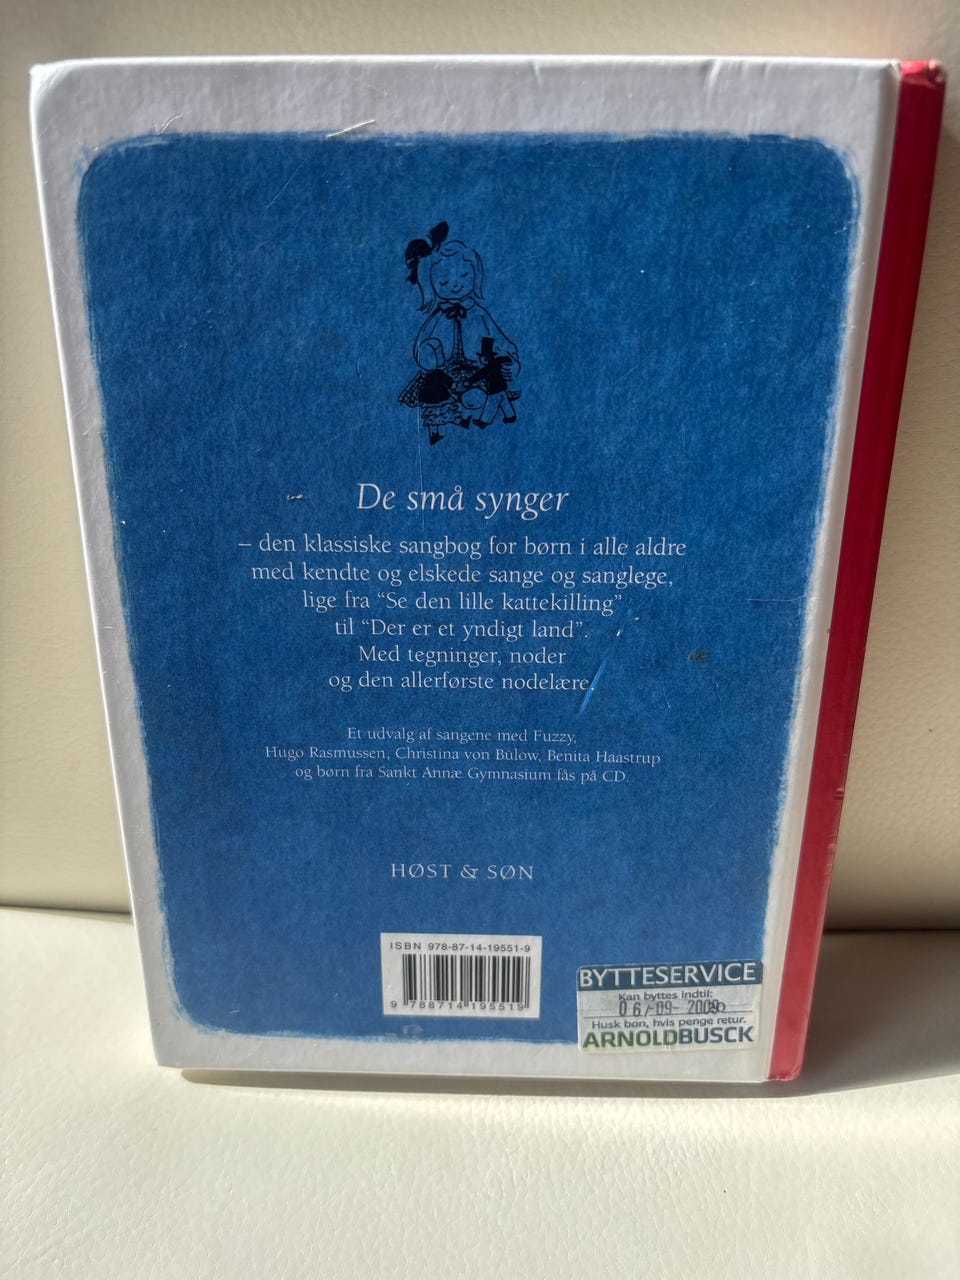 De små synger
– den klassiske sangbog for børn i alle aldre
med kendte og elskede sange og sanglege,
lige fra "Se den lille kattekilling"
til "Der er et yndigt land".
Med tegninger, noder
og den allerførste nodelære.
Et udvalg af sangene med Fuzzy,
Hugo Rasmussen, Christina von Bülow, Benita Haastrup
og børn fra Sankt Annæ Gymnasium fås på CD.
HØST & SØN
ISBN 978-87-14-19551-9
9 788714 195519
BYTTESERVICE
Kan byttes indtil:
06/-09-
Husk bon, hvis penge retur.
ARNOLDBUSCK